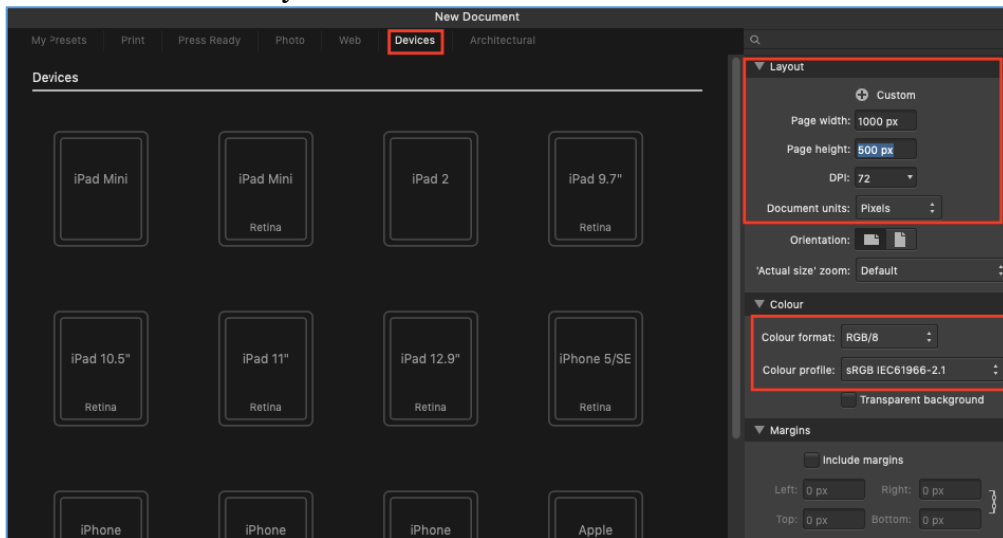 New Document
My Presets Print Press Ready Photo Web Devices Architectural
Devices
iPad Mini
iPad Mini
Retina
iPad 2
iPad 9.7"
Retina
iPad 10.5"
Retina
iPad 11"
Retina
iPad 12.9"
Retina
iPhone 5/SE
Retina
iPhone
iPhone
iPhone
Apple
Layout
Custom
Page width: 1000 px
Page height: 500 px
DPI: 72
Document units: Pixels
Orientation:
'Actual size' zoom: Default
Colour
Colour format: RGB/8
Colour profile: sRGB IEC61966-2.1
Transparent background
Margins
Include margins
Left: 0 px Right: 0 px
Top: 0 px Bottom: 0 px